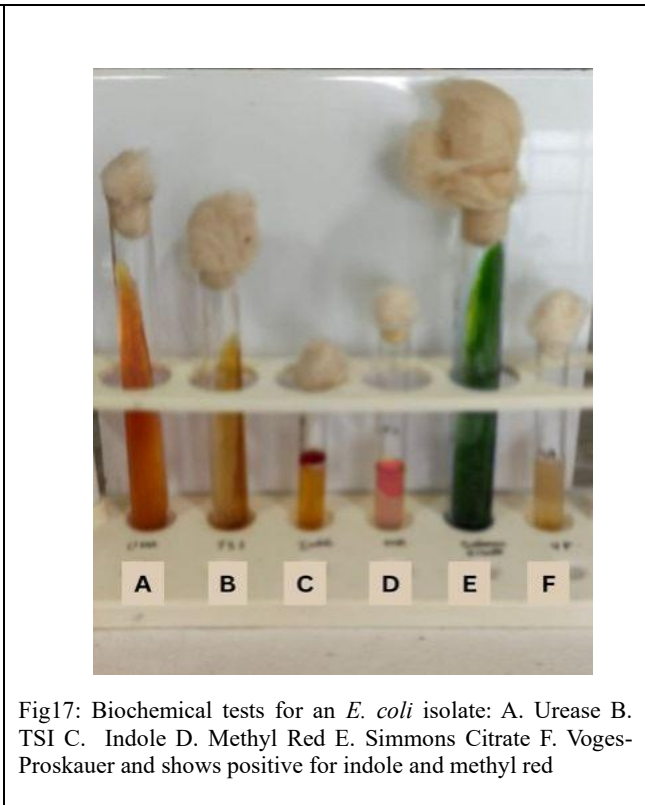 A B C D E F
Fig17: Biochemical tests for an E. coli isolate: A. Urease B.
TSI C. Indole D. Methyl Red E. Simmons Citrate F. Voges-
Proskauer and shows positive for indole and methyl red